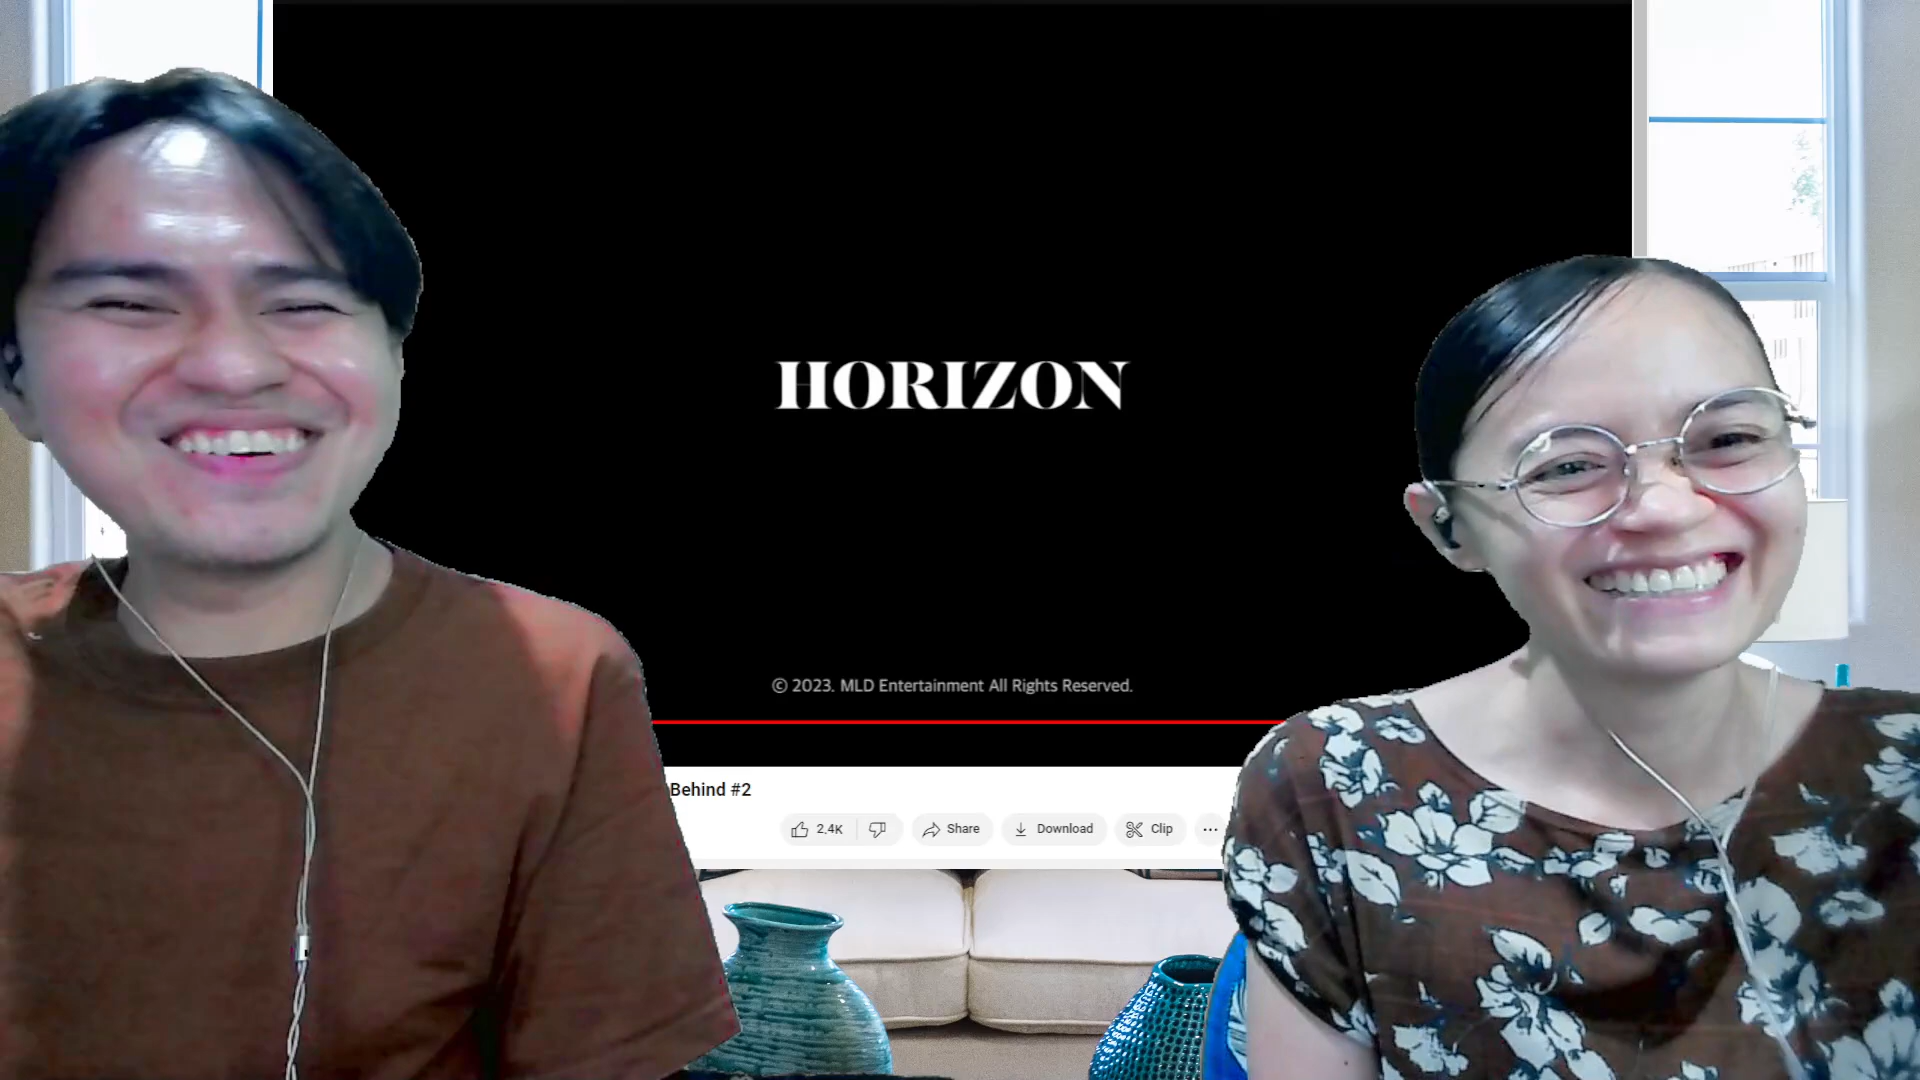 HORIZON
© 2023. MLD Entertainment All Rights Reserved.
Behind #2
2.4K
Share
Download
Clip